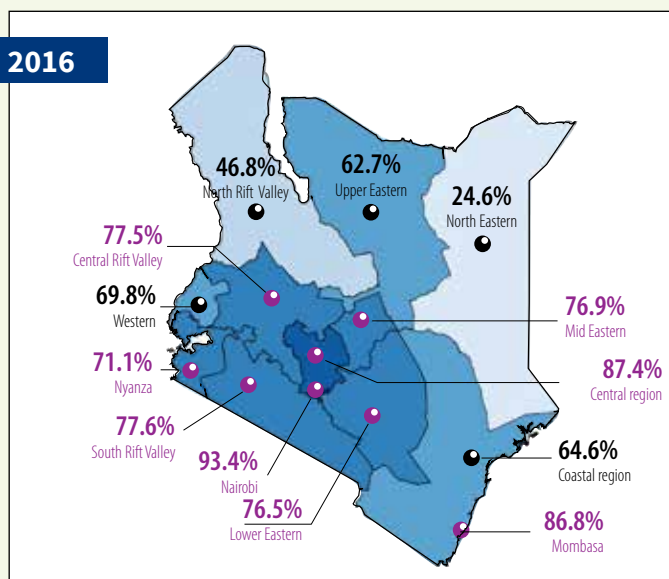 2016
46.8%
North Rift Valley
62.7%
Upper Eastern
24.6%
North Eastern
77.5%
Central Rift Valley
69.8%
Western
76.9%
Mid Eastern
71.1%
Nyanza
87.4%
Central region
77.6%
South Rift Valley
93.4%
Nairobi
64.6%
Coastal region
76.5%
Lower Eastern
86.8%
Mombasa